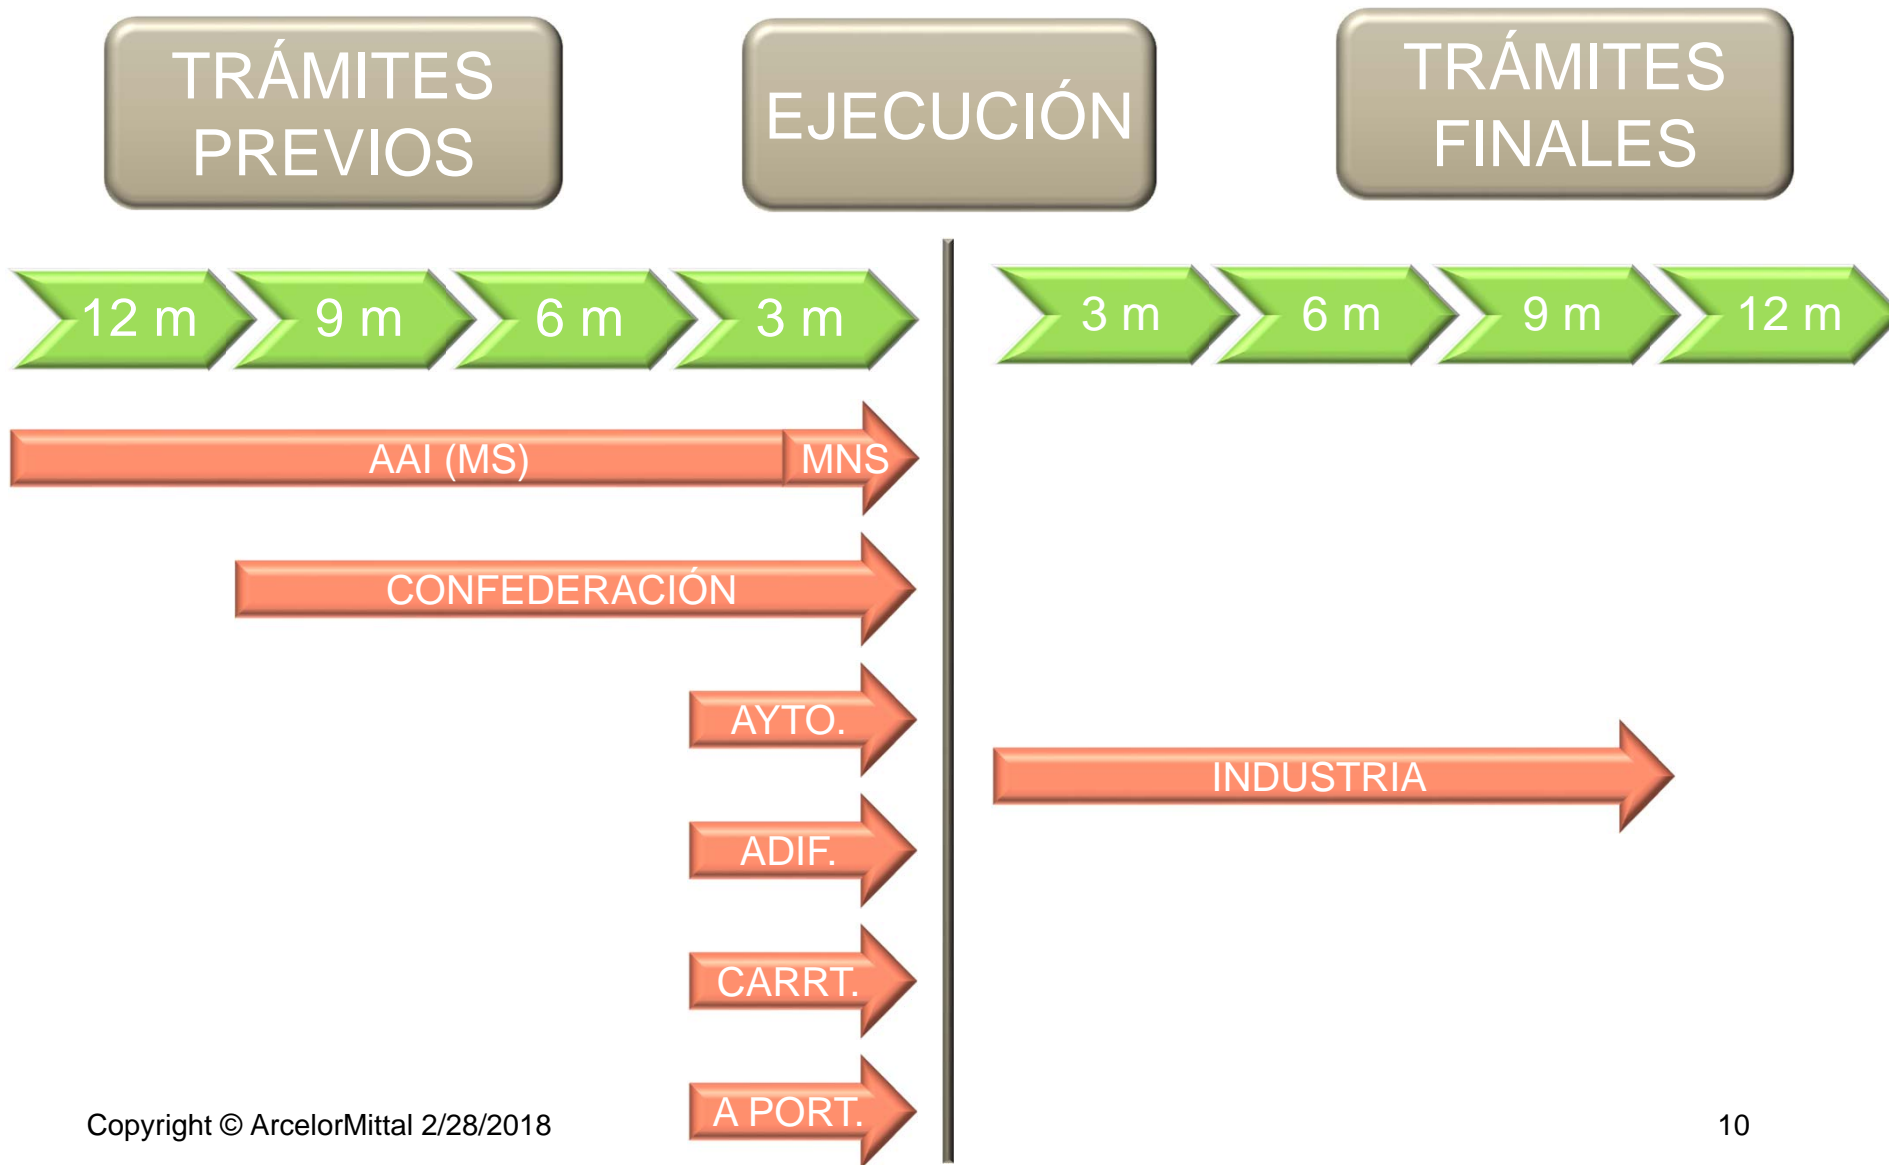 TRÁMITES
PREVIOS
EJECUCIÓN
TRÁMITES
FINALES
12 m
9 m
6 m
3 m
3 m
6 m
9 m
12 m
AAI (MS)
MNS
CONFEDERACIÓN
AYTO.
INDUSTRIA
ADIF.
CARRT.
A PORT.
Copyright © ArcelorMittal 2/28/2018
10